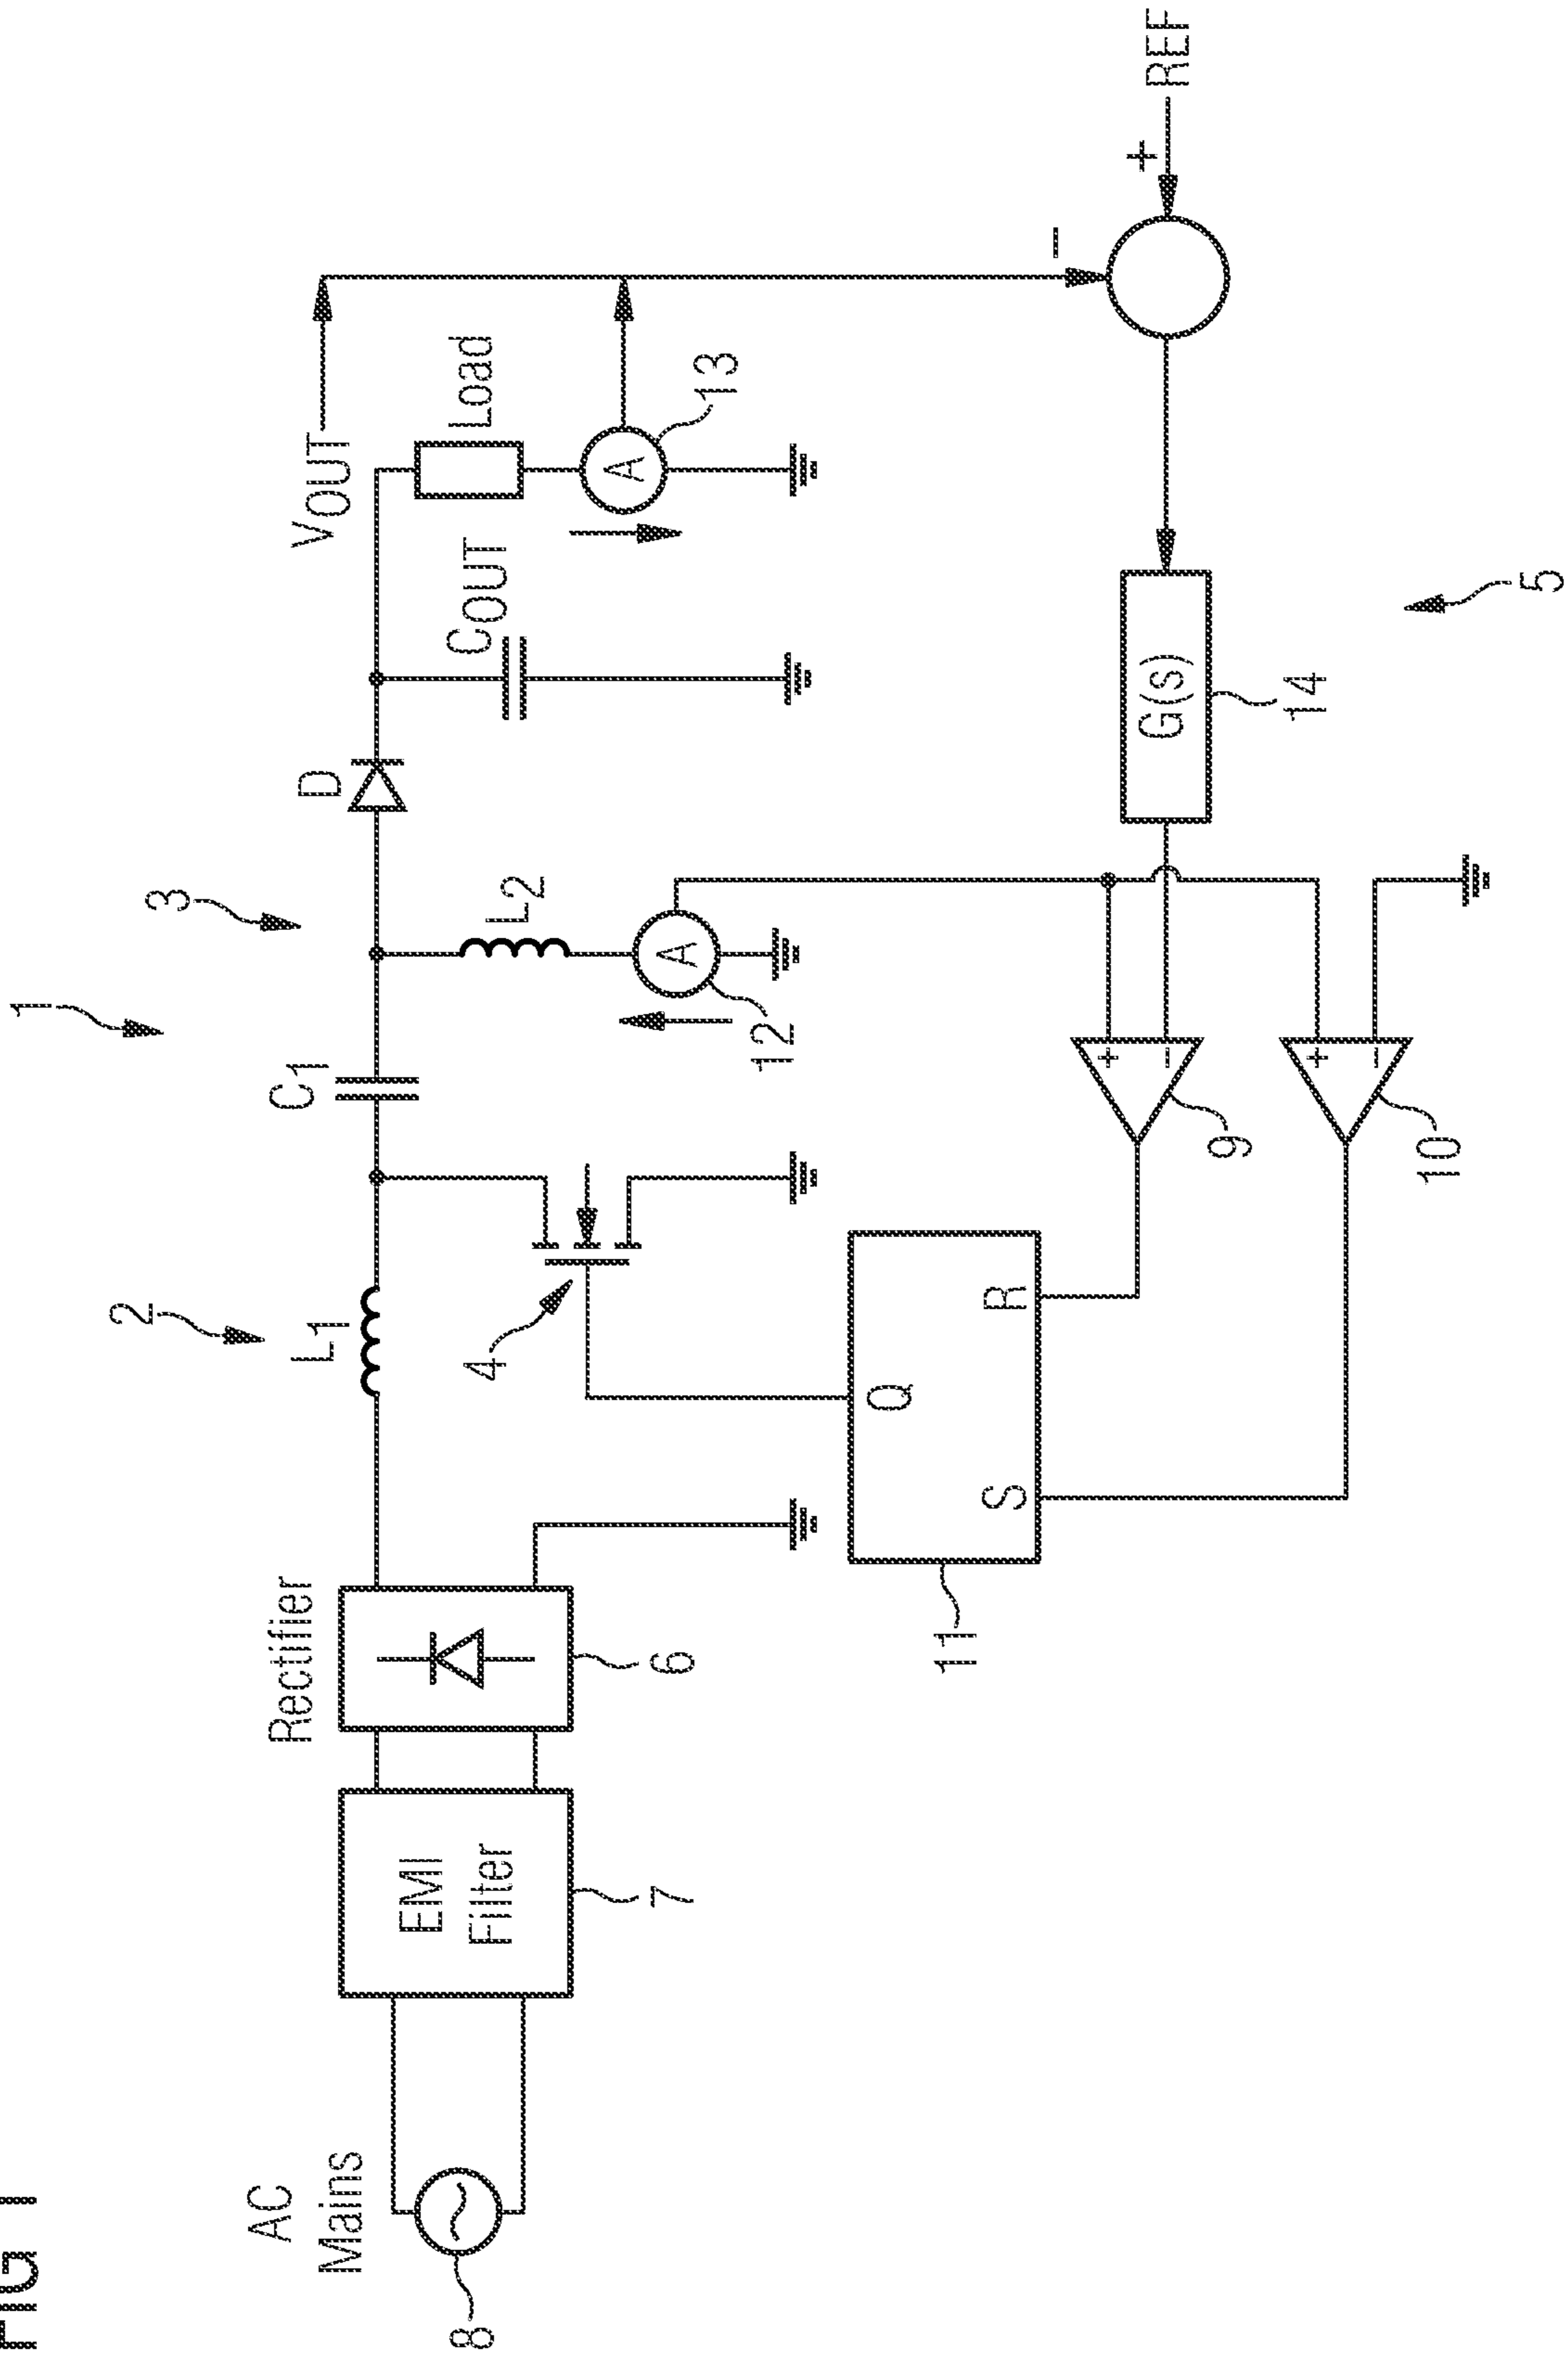 FIG 1
1
2
3
AC
Mains
8
EMI
Filter
7
Rectifier
6
L1
4
C1
L2
A
12
D
COUT
VOUT
Load
A
13
11
Q
S
R
+
−
9
+
−
10
G(s)
14
5
−
+
REF